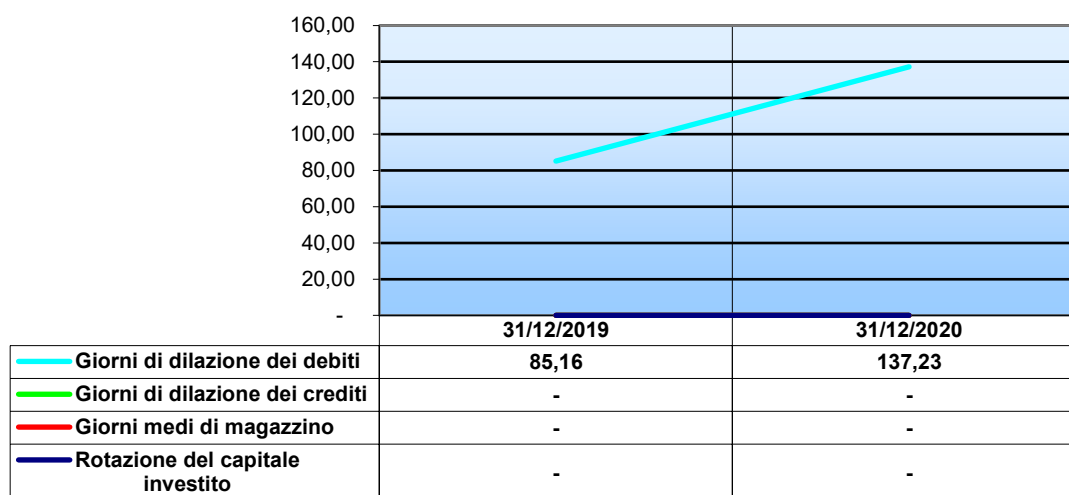 160,00
140,00
120,00
100,00
80,00
60,00
40,00
20,00
-
31/12/2019 31/12/2020
Giorni di dilazione dei debiti 85,16 137,23
Giorni di dilazione dei crediti - -
Giorni medi di magazzino - -
Rotazione del capitale
investito - -